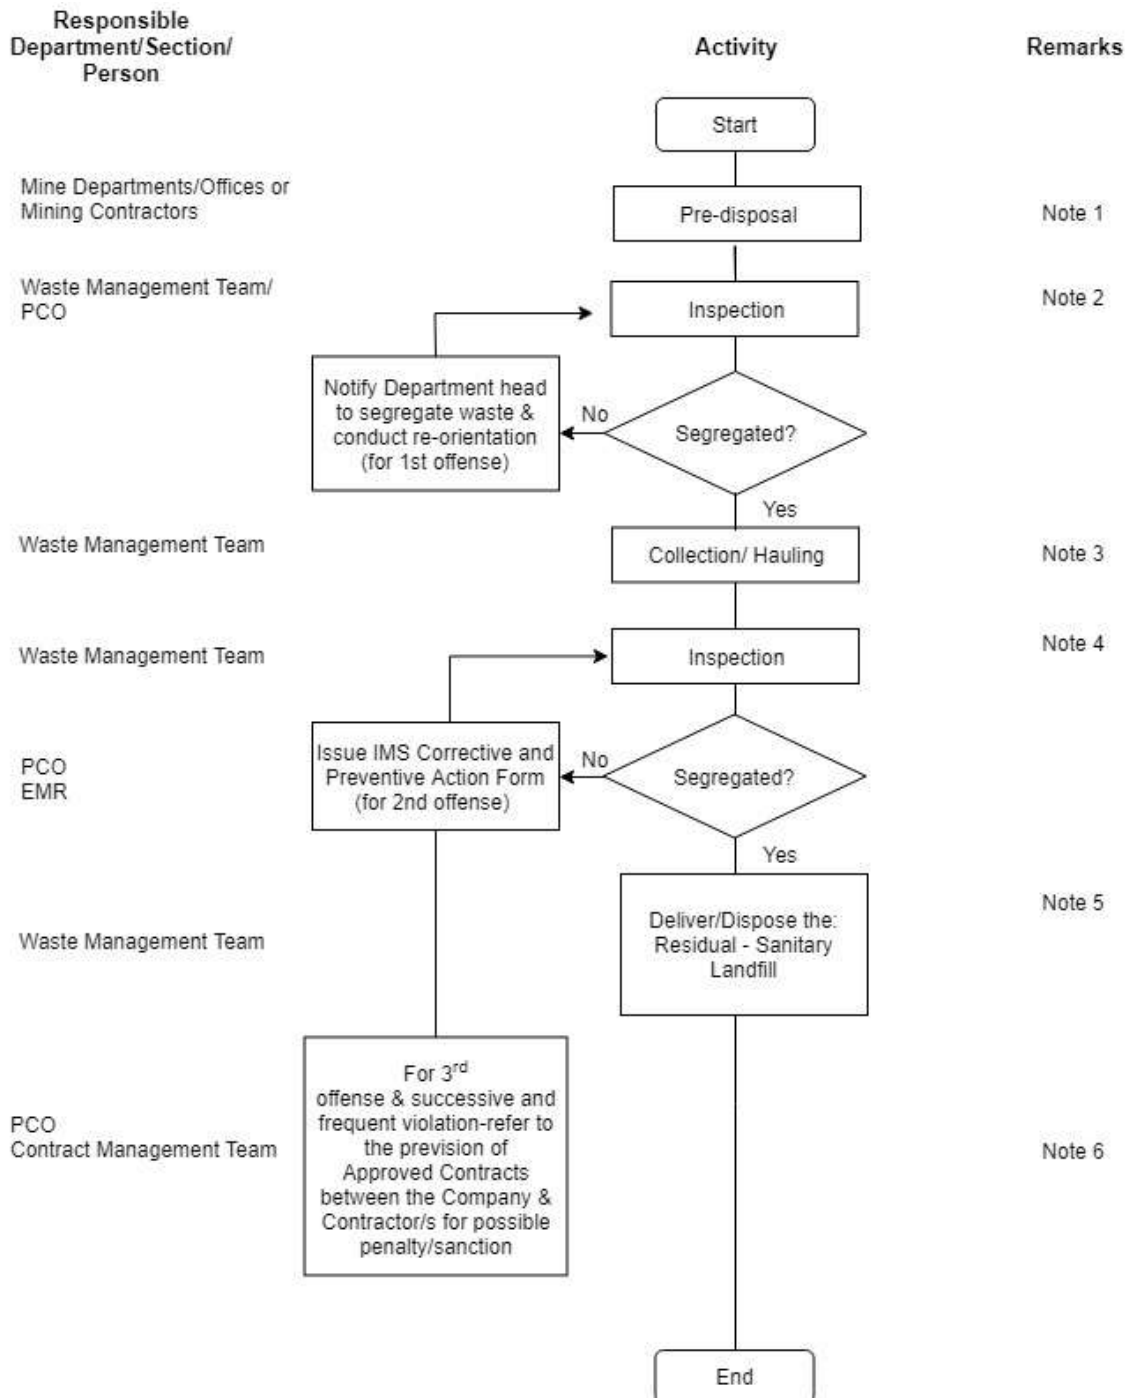 Responsible
Department/Section/
Person
Activity
Remarks
Start
Mine Departments/Offices or
Mining Contractors
Pre-disposal
Note 1
Waste Management Team/
PCO
Inspection
Note 2
Notify Department head
to segregate waste &
conduct re-orientation
(for 1st offense)
No
Segregated?
Yes
Waste Management Team
Collection/ Hauling
Note 3
Waste Management Team
Inspection
Note 4
PCO
EMR
Issue IMS Corrective and
Preventive Action Form
(for 2nd offense)
No
Segregated?
Yes
Waste Management Team
Deliver/Dispose the:
Residual - Sanitary
Landfill
Note 5
PCO
Contract Management Team
For 3rd
offense & successive and
frequent violation-refer to
the prevision of
Approved Contracts
between the Company &
Contractor/s for possible
penalty/sanction
Note 6
End